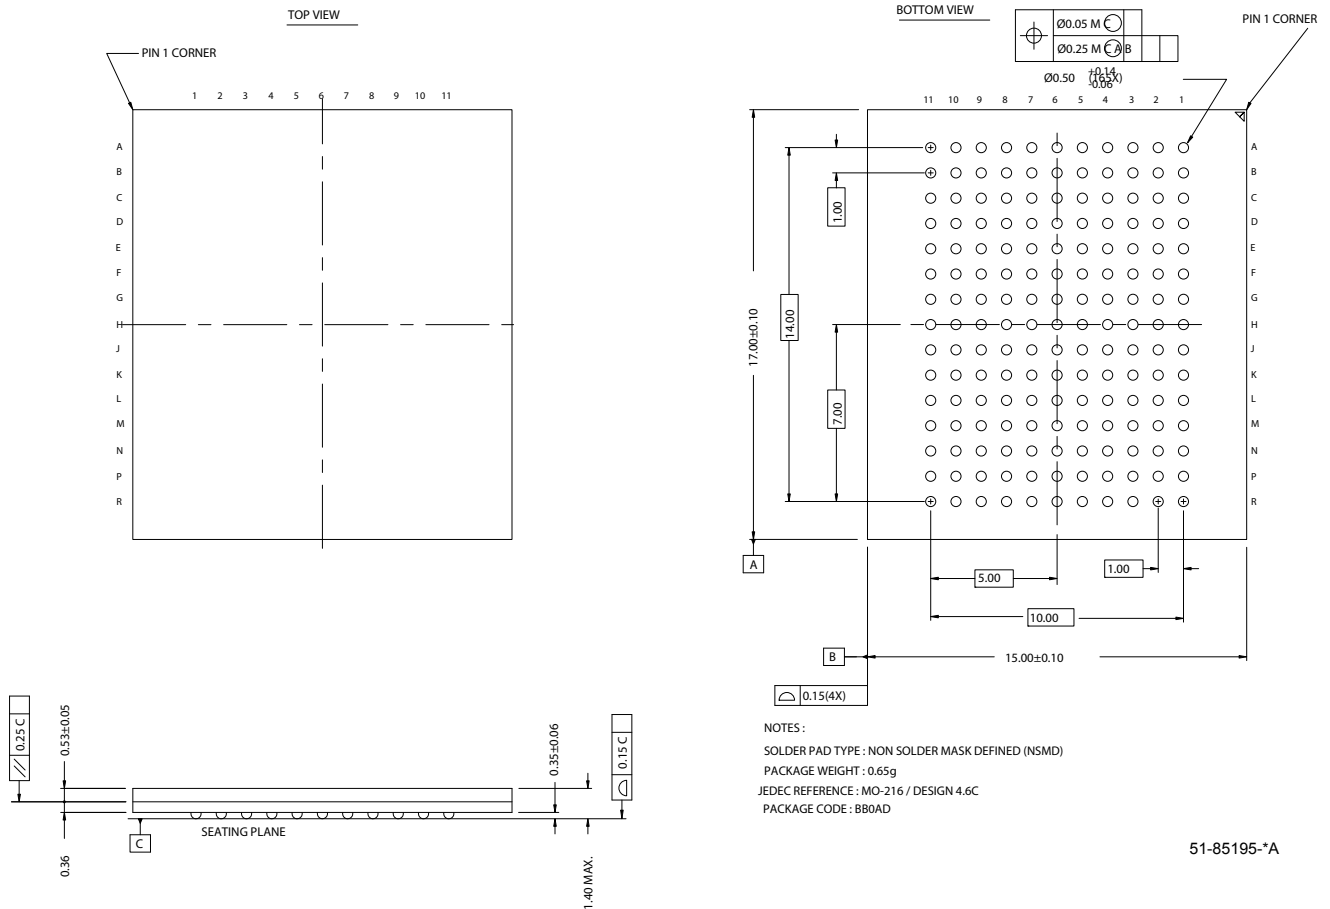 TOP VIEW
PIN 1 CORNER
1 2 3 4 5 6 7 8 9 10 11
A
B
C
D
E
F
G
H
J
K
L
M
N
P
R
BOTTOM VIEW
Ø0.05 M C
Ø0.25 M C A B
Ø0.50 +0.14 -0.06 (165X)
PIN 1 CORNER
11 10 9 8 7 6 5 4 3 2 1
A
B
C
D
E
F
G
H
J
K
L
M
N
P
R
1.00
14.00
17.00±0.10
7.00
A
5.00
1.00
10.00
B
15.00±0.10
0.15(4X)
0.25 C
0.53±0.05
0.35±0.06
0.15 C
SEATING PLANE
C
0.36
1.40 MAX.
NOTES :
SOLDER PAD TYPE : NON SOLDER MASK DEFINED (NSMD)
PACKAGE WEIGHT : 0.65g
JEDEC REFERENCE : MO-216 / DESIGN 4.6C
PACKAGE CODE : BB0AD
51-85195-*A